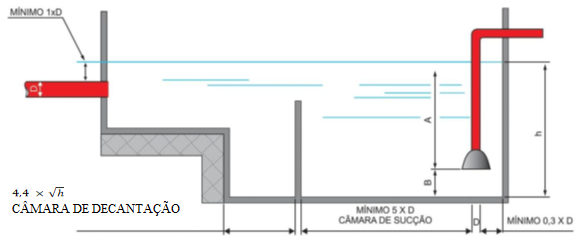 MÍNIMO 1xD
D
A
h
B
4,4 × √h
CÂMARA DE DECANTAÇÃO
MÍNIMO 5 X D
CÂMARA DE SUCÇÃO
D
MÍNIMO 0,3 X D